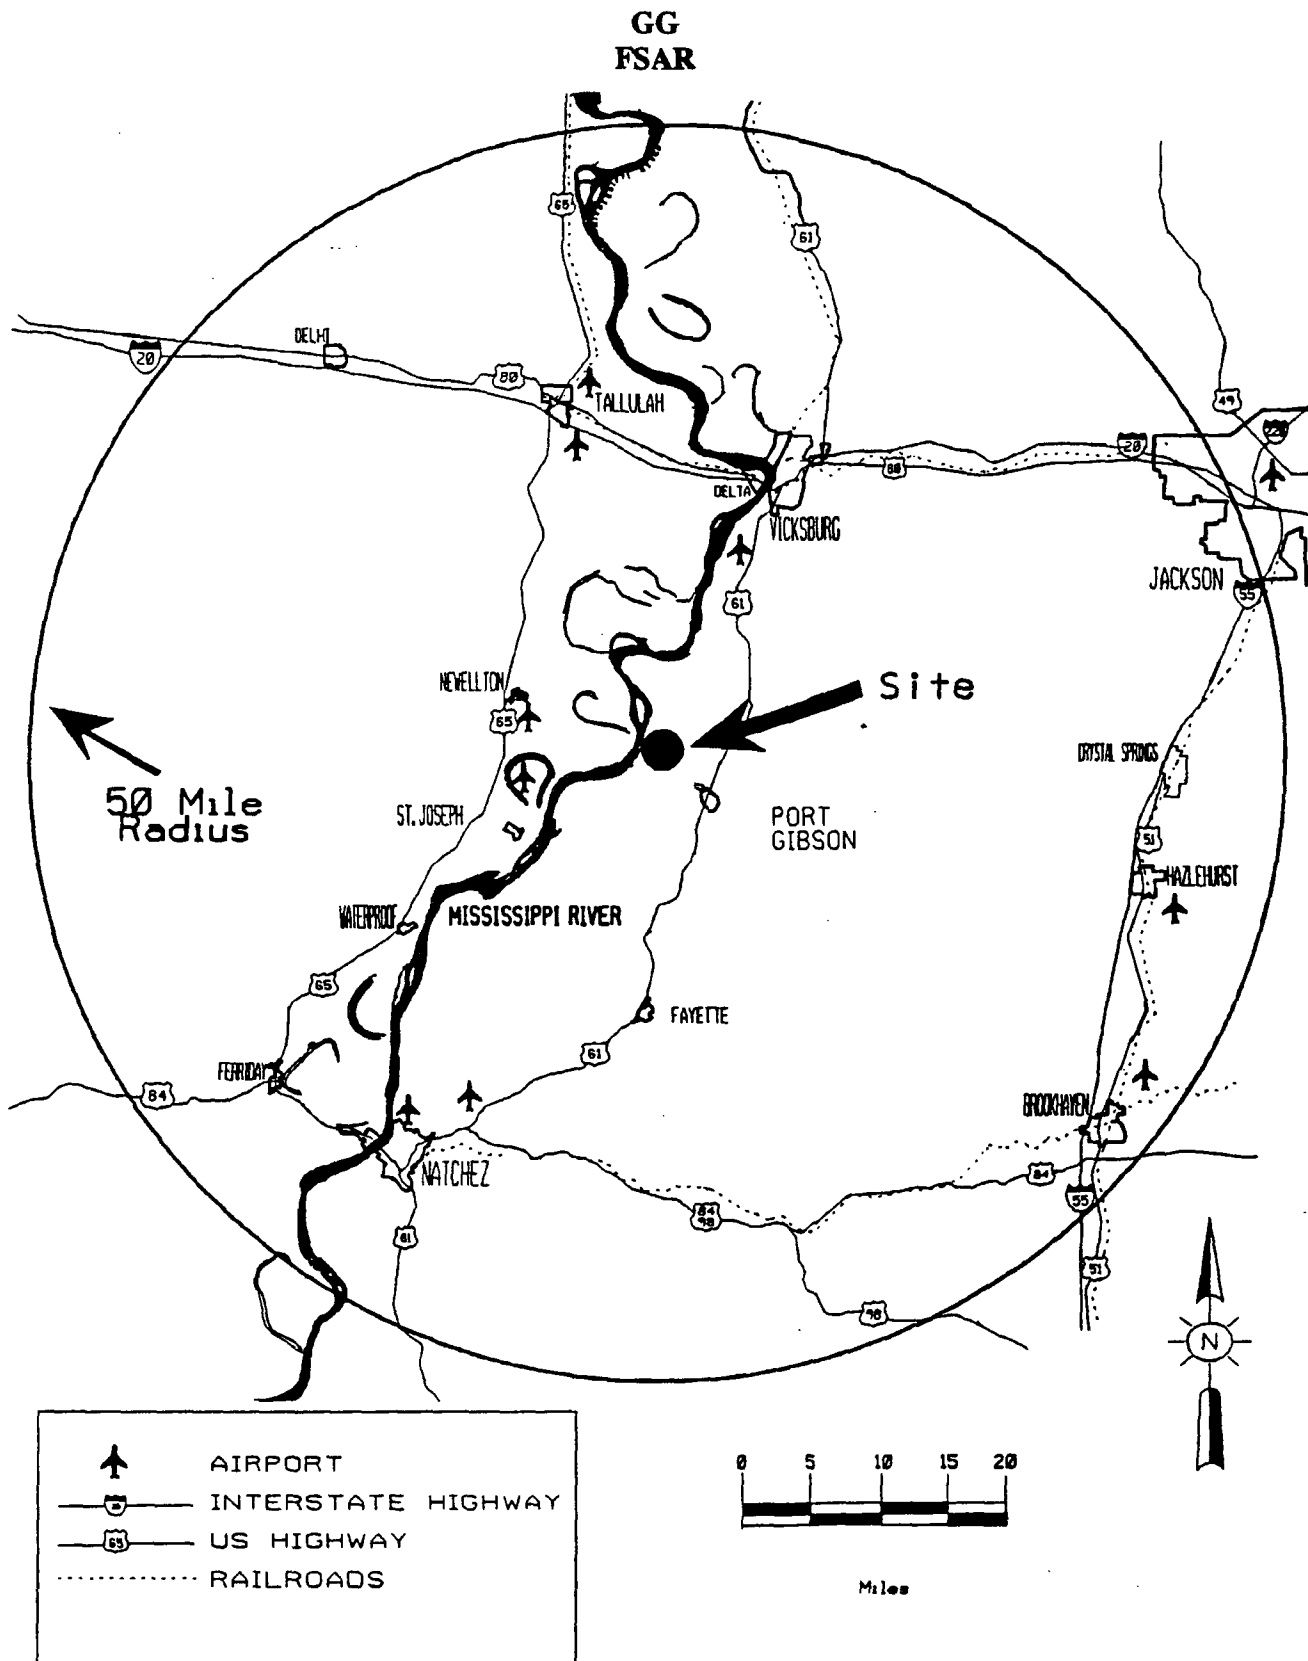 GG
FSAR
65
61
DELHI
20
80
TALLULAH
49
220
20
80
DELTA
VICKSBURG
JACKSON
55
61
NEWELLTON
65
Site
50 Mile
Radius
CRYSTAL SPRINGS
ST. JOSEPH
PORT
GIBSON
51
HAZLEHURST
WATERPROOF
MISSISSIPPI RIVER
65
FAYETTE
61
FERRIDAY
84
BROOKHAVEN
NATCHEZ
84
55
84
98
61
51
98
N
AIRPORT
INTERSTATE HIGHWAY
65
US HIGHWAY
RAILROADS
0 5 10 15 20
Miles